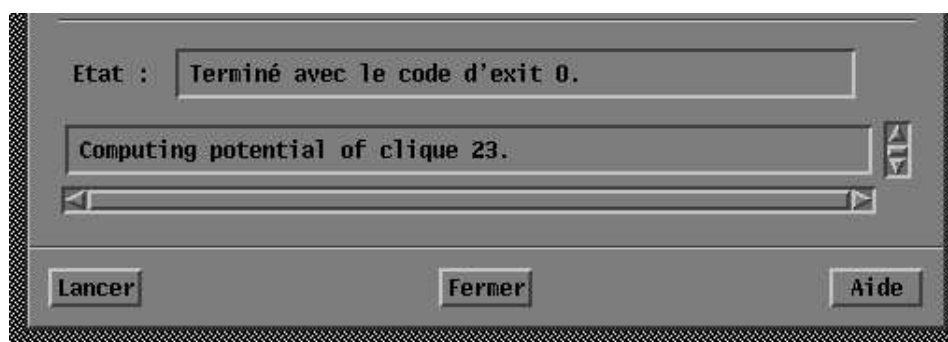 Etat : Terminé avec le code d'exit 0.
Computing potential of clique 23.
Lancer Fermer Aide